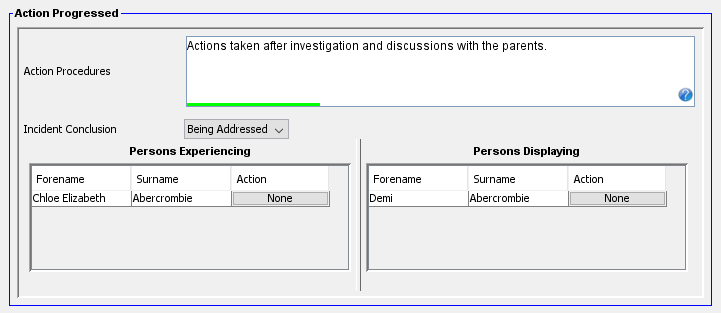 Action Progressed
Action Procedures
Actions taken after investigation and discussions with the parents.
?
Incident Conclusion Being Addressed
Persons Experiencing
Forename Surname Action
Chloe Elizabeth Abercrombie None
Persons Displaying
Forename Surname Action
Demi Abercrombie None